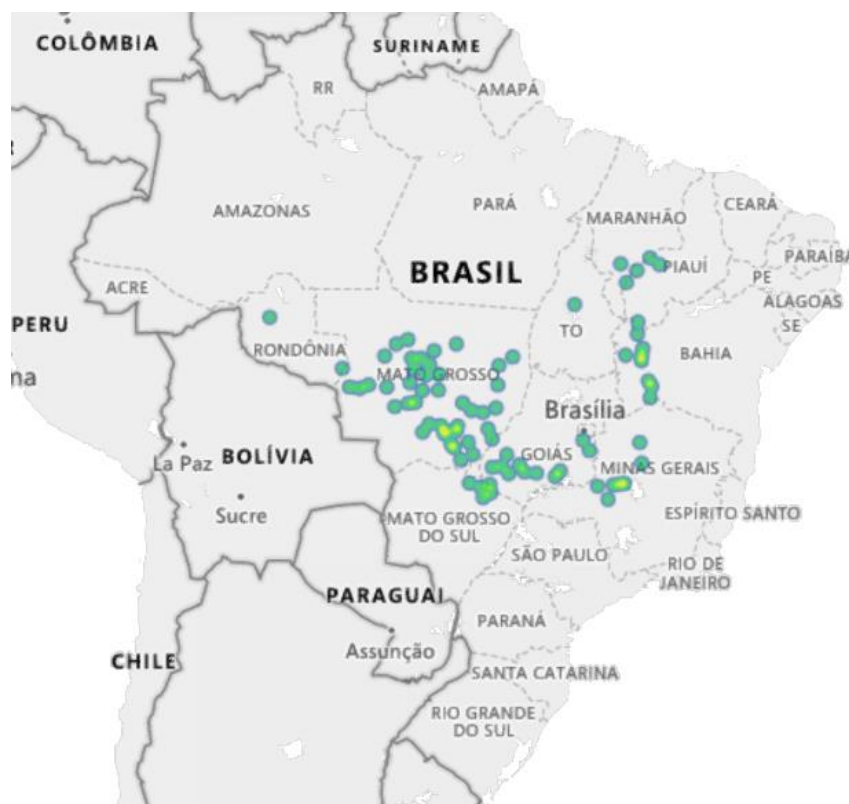 COLÔMBIA
SURINAME
RR
AMAPÁ
AMAZONAS
PARÁ
MARANHÃO
CEARÁ
BRASIL
PIAUÍ
PARAÍBA
PE
ACRE
ALAGOAS
PERU
SE
RONDÔNIA
TO
BAHIA
MATO GROSSO
Brasília
La Paz
BOLÍVIA
GOIÁS
MINAS GERAIS
Sucre
MATO GROSSO
DO SUL
ESPÍRITO SANTO
SÃO PAULO
RIO DE
JANEIRO
PARAGUAI
PARANÁ
Assunção
CHILE
SANTA CATARINA
RIO GRANDE
DO SUL